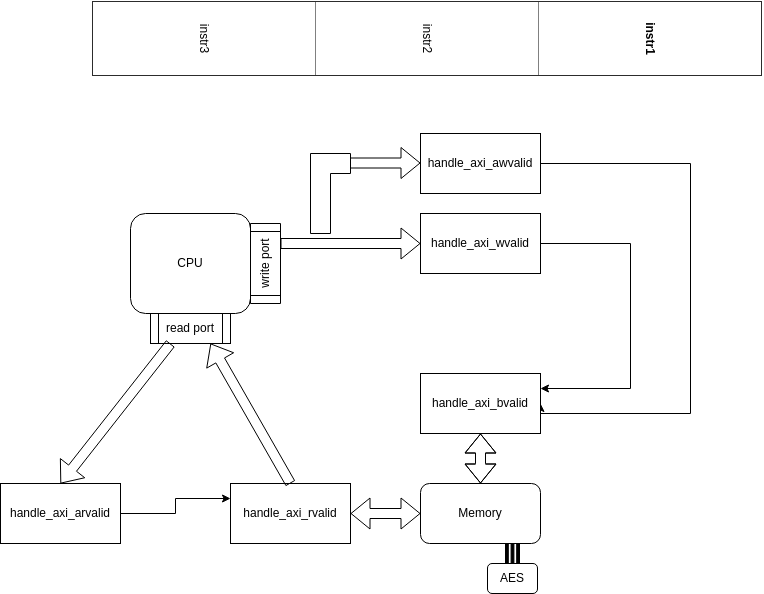 instr3
instr2
instr1
handle_axi_awvalid
handle_axi_wvalid
CPU
write port
read port
handle_axi_bvalid
handle_axi_arvalid
handle_axi_rvalid
Memory
AES